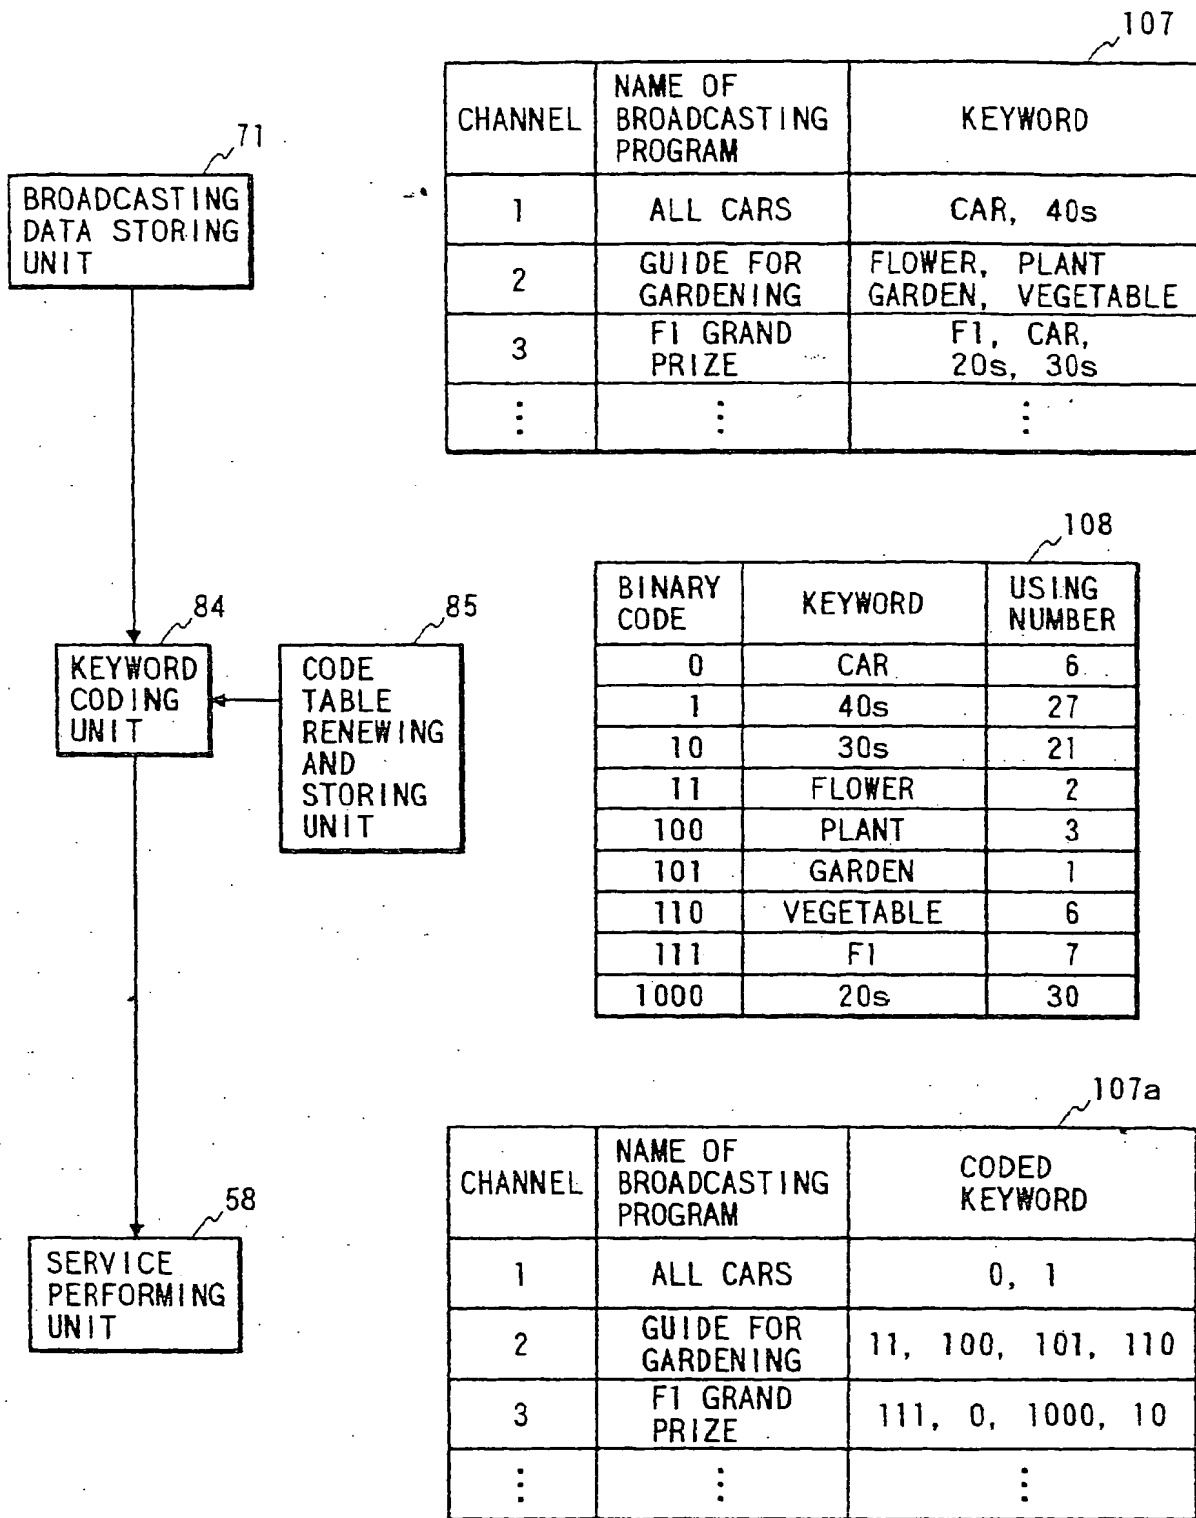 107
CHANNEL
NAME OF
BROADCASTING
PROGRAM
KEYWORD
1
ALL CARS
CAR, 40s
2
GUIDE FOR
GARDENING
FLOWER, PLANT
GARDEN, VEGETABLE
3
F1 GRAND
PRIZE
F1, CAR,
20s, 30s
71
BROADCASTING
DATA STORING
UNIT
84
KEYWORD
CODING
UNIT
85
CODE
TABLE
RENEWING
AND
STORING
UNIT
108
BINARY
CODE
KEYWORD
USING
NUMBER
0 CAR 6
1 40s 27
10 30s 21
11 FLOWER 2
100 PLANT 3
101 GARDEN 1
110 VEGETABLE 6
111 F1 7
1000 20s 30
58
SERVICE
PERFORMING
UNIT
107a
CHANNEL
NAME OF
BROADCASTING
PROGRAM
CODED
KEYWORD
1
ALL CARS
0, 1
2
GUIDE FOR
GARDENING
11, 100, 101, 110
3
F1 GRAND
PRIZE
111, 0, 1000, 10